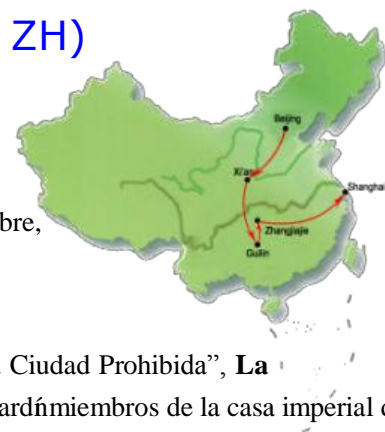 ZH)
Beijing
Xi'an
Shanghai
bre,
Zhangjiajie
Guilin
Ciudad Prohibida”, La
miembros de la casa imperial